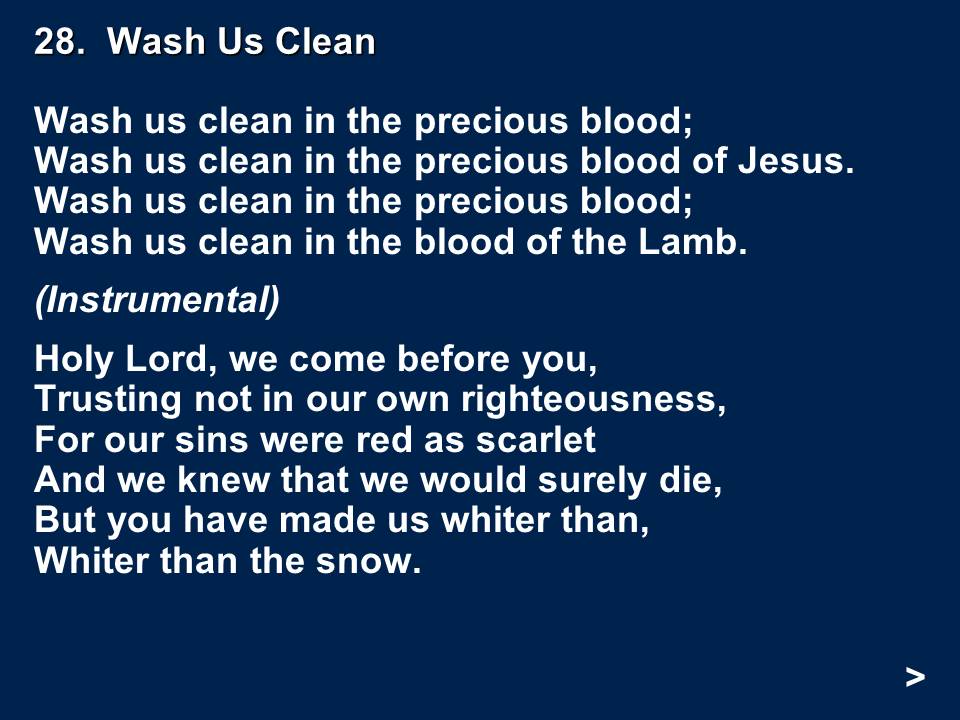 28. Wash Us Clean
Wash us clean in the precious blood;
Wash us clean in the precious blood of Jesus.
Wash us clean in the precious blood;
Wash us clean in the blood of the Lamb.
(Instrumental)
Holy Lord, we come before you,
Trusting not in our own righteousness,
For our sins were red as scarlet
And we knew that we would surely die,
But you have made us whiter than,
Whiter than the snow.
>